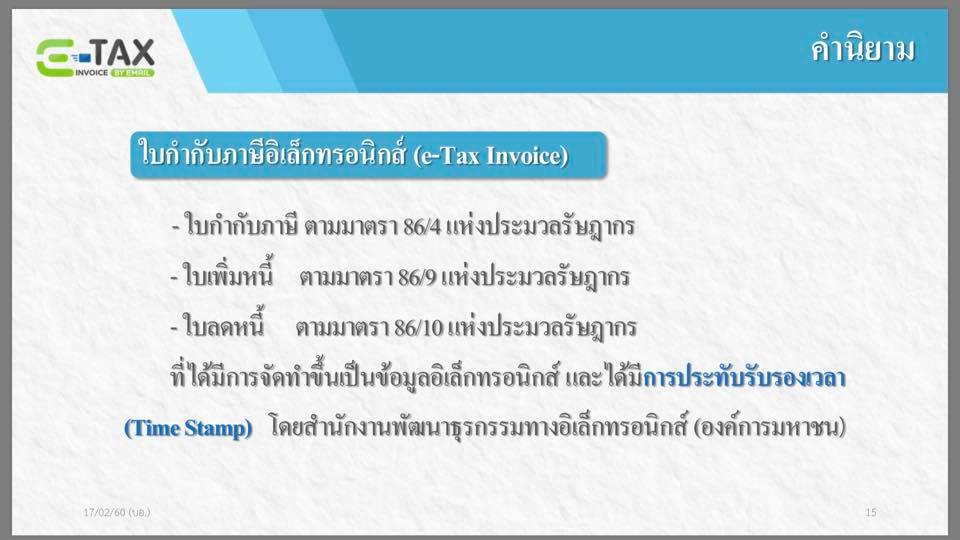 e-TAX
INVOICE BY EMAIL
คำนิยาม
ใบกำกับภาษีอิเล็กทรอนิกส์ (e-Tax Invoice)
- ใบกำกับภาษี ตามมาตรา 86/4 แห่งประมวลรัษฎากร
- ใบเพิ่มหนี้ ตามมาตรา 86/9 แห่งประมวลรัษฎากร
- ใบลดหนี้ ตามมาตรา 86/10 แห่งประมวลรัษฎากร
ที่ได้มีการจัดทำขึ้นเป็นข้อมูลอิเล็กทรอนิกส์ และได้มีการประทับรับรองเวลา
(Time Stamp) โดยสำนักงานพัฒนาธุรกรรมทางอิเล็กทรอนิกส์ (องค์การมหาชน)
17/02/60 (บอ.)
15